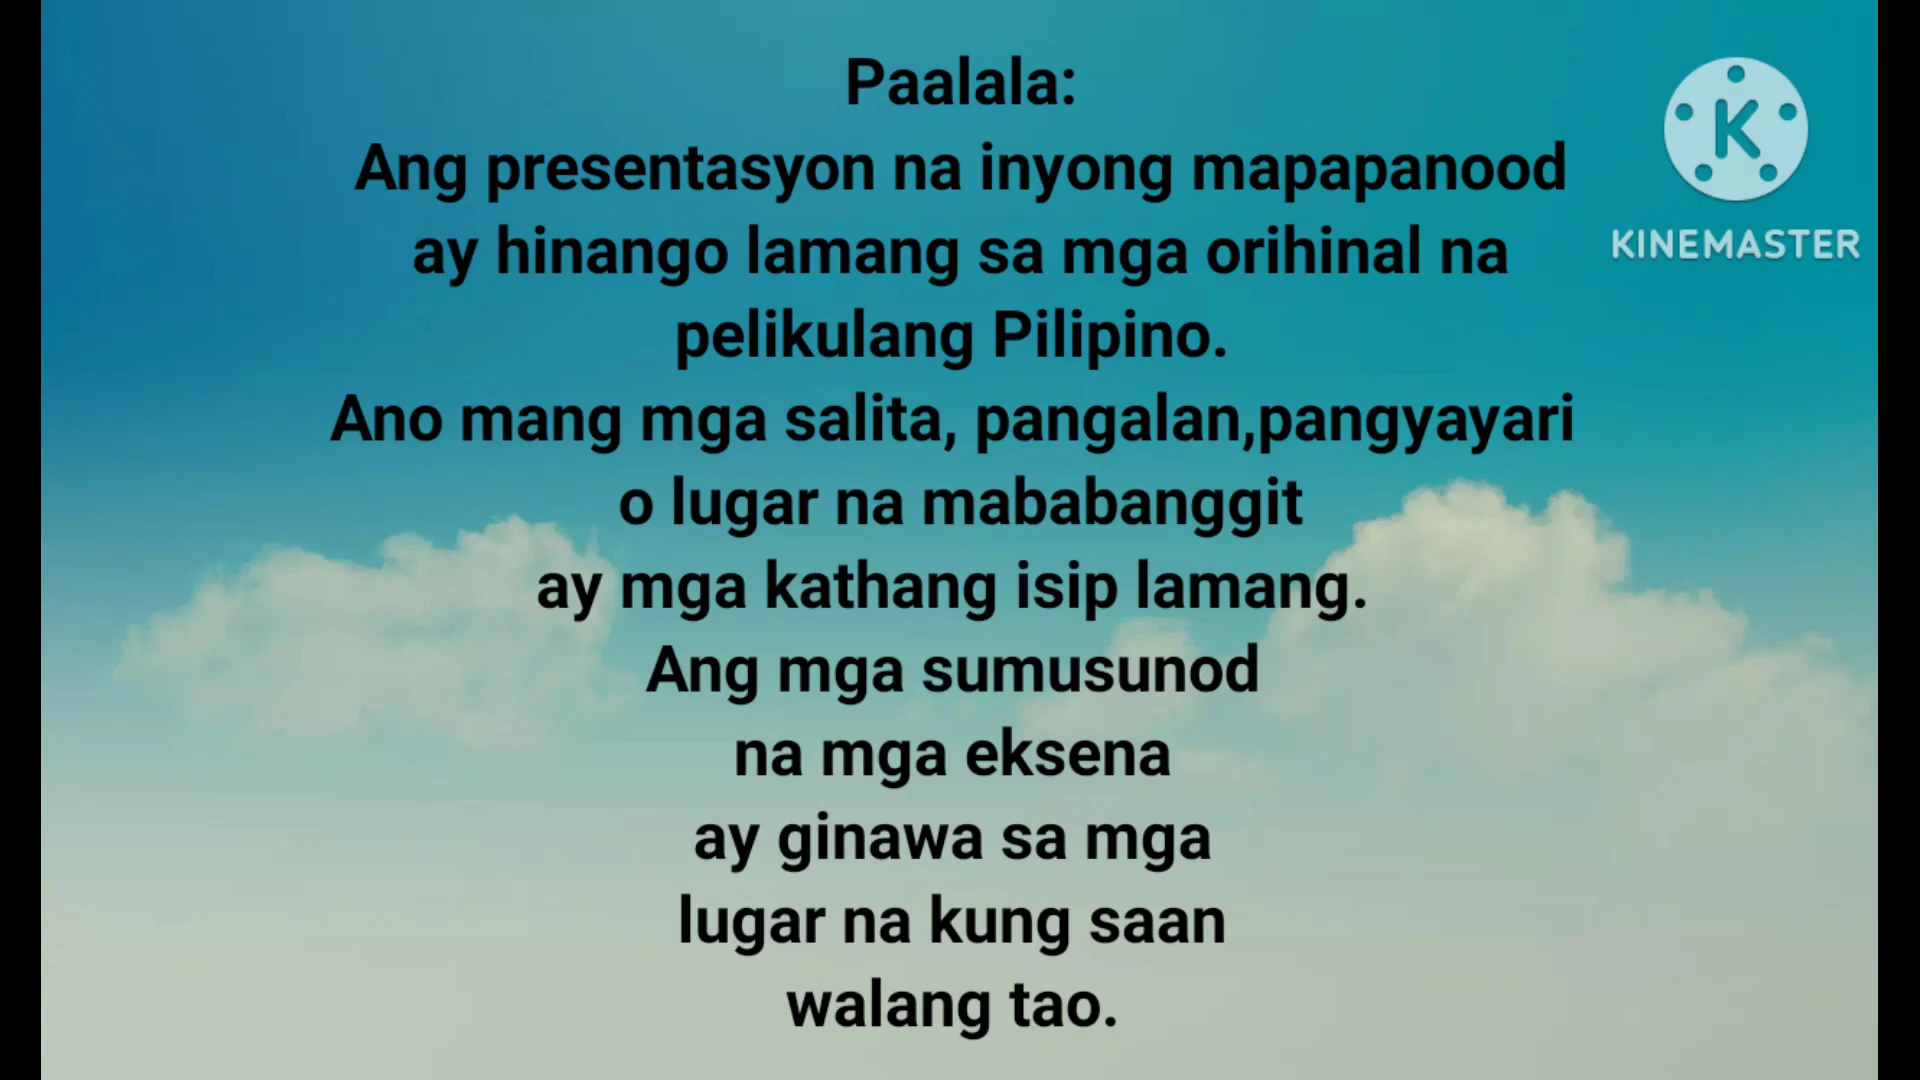 Paalala:
Ang presentasyon na inyong mapapanood
ay hinango lamang sa mga orihinal na
pelikulang Pilipino.
Ano mang mga salita, pangalan,pangyayari
o lugar na mababanggit
ay mga kathang isip lamang.
Ang mga sumusunod
na mga eksena
ay ginawa sa mga
lugar na kung saan
walang tao.
K
KINEMASTER